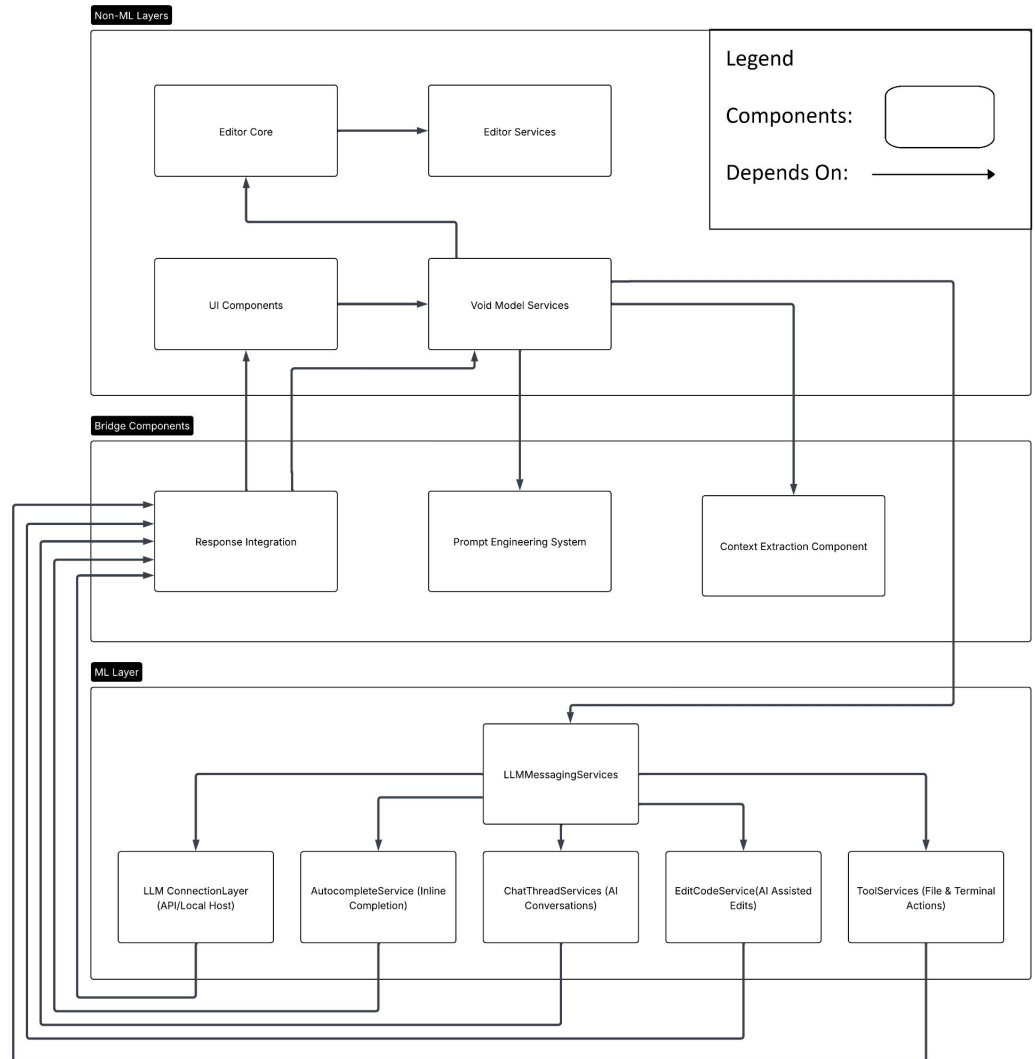 Non-ML Layers
Legend
Components:
Depends On:
Editor Core
Editor Services
UI Components
Void Model Services
Bridge Components
Response Integration
Prompt Engineering System
Context Extraction Component
ML Layer
LLMMessagingServices
LLM ConnectionLayer
(API/Local Host)
AutocompleteService (Inline
Completion)
ChatThreadServices (AI
Conversations)
EditCodeService(AI Assisted
Edits)
ToolServices (File & Terminal
Actions)